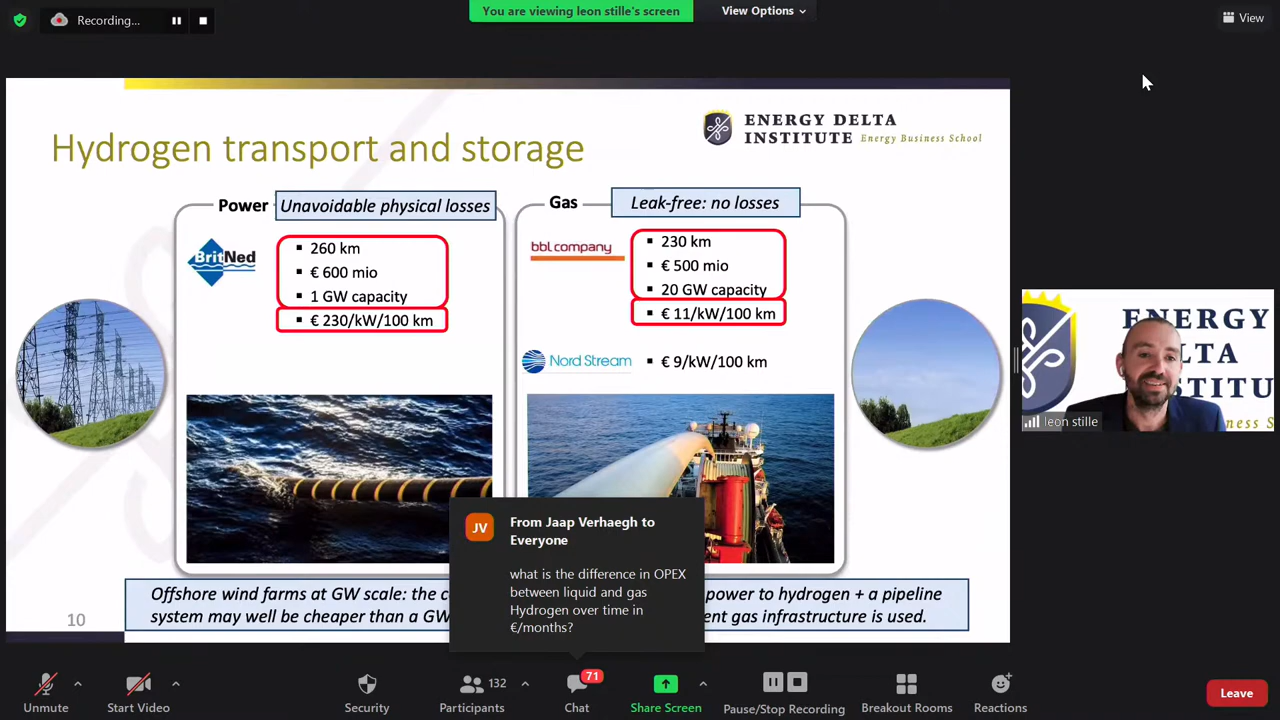 Recording...
You are viewing leon stille's screen
View Options
View
Hydrogen transport and storage
ENERGY DELTA
INSTITUTE Energy Business School
Power
Unavoidable physical losses
BritNed
260 km
€ 600 mio
1 GW capacity
€ 230/kW/100 km
Gas
Leak-free: no losses
bbl company
230 km
€ 500 mio
20 GW capacity
€ 11/kW/100 km
Nord Stream
€ 9/kW/100 km
ENERGY
LTA
TITU
ness S
leon stille
JV
From Jaap Verhaegh to
Everyone
what is the difference in OPEX
between liquid and gas
Hydrogen over time in
€/months?
Offshore wind farms at GW scale: the c power to hydrogen + a pipeline
system may well be cheaper than a GW ent gas infrastructure is used.
10
Unmute
Start Video
Security
132
Participants
71
Chat
Share Screen
Pause/Stop Recording
Breakout Rooms
Reactions
Leave